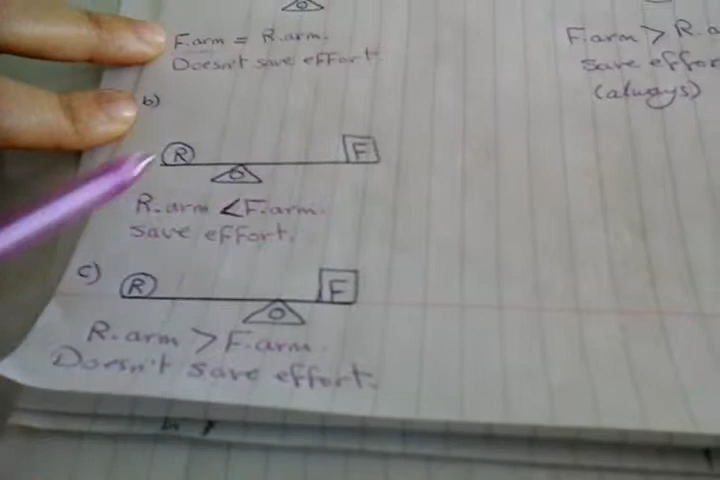 O
F.arm = R.arm.
Doesn't save effort
b)
R F
O
R.arm < F.arm.
save effort.
c)
R F
O
R.arm > F.arm.
Doesn't save effort.
F.arm > R.a
save effor
(always)